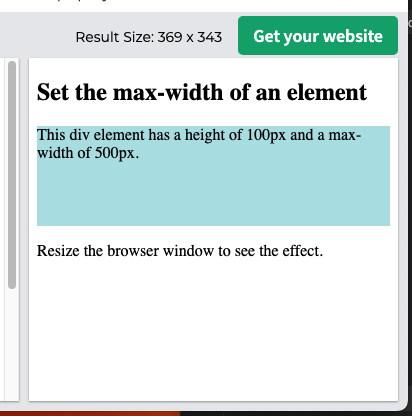 Result Size: 369 x 343
Get your website
Set the max-width of an element
This div element has a height of 100px and a max-
width of 500px.
Resize the browser window to see the effect.